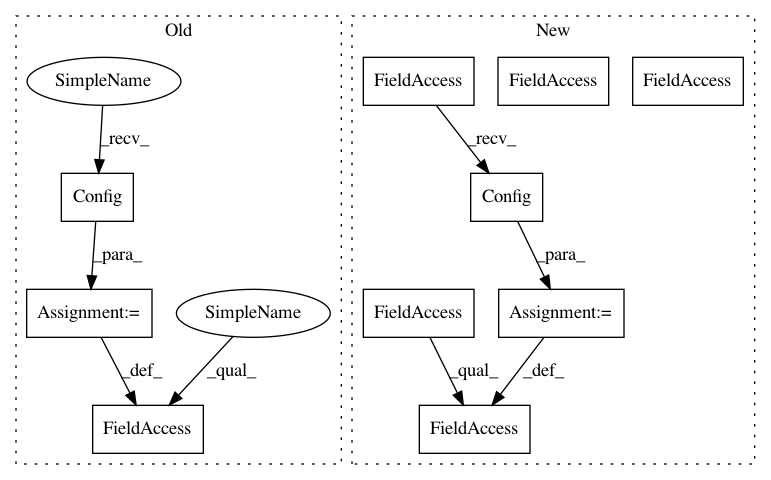 Old
New
SimpleName
FieldAccess
FieldAccess
FieldAccess
_recv_
_recv_
Config
Config
_para_
_para_
Assignment:=
SimpleName
FieldAccess
Assignment:=
_def_
_qual_
_qual_
_def_
FieldAccess
FieldAccess